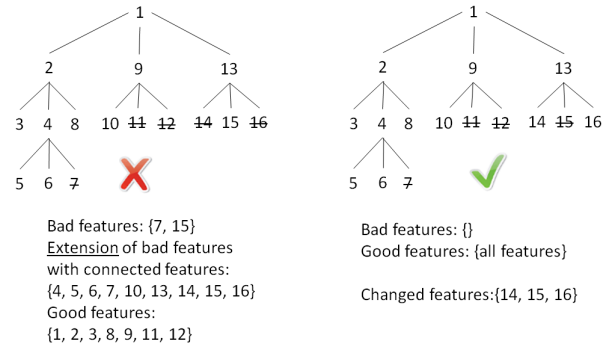 1
2 9 13
3 4 8 10 11 12 14 15 16
5 6 7
Bad features: {7, 15}
Extension of bad features
with connected features:
{4, 5, 6, 7, 10, 13, 14, 15, 16}
Good features:
{1, 2, 3, 8, 9, 11, 12}
1
2 9 13
3 4 8 10 11 12 14 15 16
5 6 7
Bad features: {}
Good features: {all features}
Changed features:{14, 15, 16}